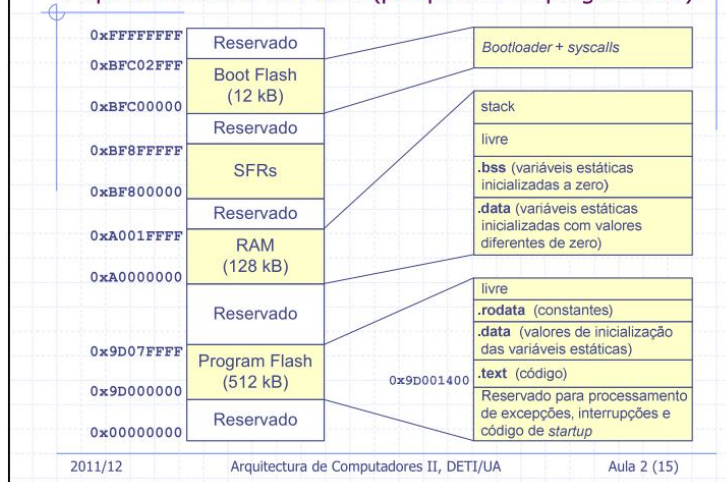 0xFFFFFFFF
Reservado
0xBFC02FFF
Boot Flash
(12 kB)
0xBFC00000
Reservado
0xBF8FFFFF
SFRs
0xBF800000
Reservado
0xA001FFFF
RAM
(128 kB)
0xA0000000
Reservado
0x9D07FFFF
Program Flash
(512 kB)
0x9D000000
Reservado
0x00000000
Bootloader + syscalls
stack
livre
.bss (variáveis estáticas
inicializadas a zero)
.data (variáveis estáticas
inicializadas com valores
diferentes de zero)
livre
.rodata (constantes)
.data (valores de inicialização
das variáveis estáticas)
0x9D001400
.text (código)
Reservado para processamento
de excepções, interrupções e
código de startup
2011/12
Arquitectura de Computadores II, DETI/UA
Aula 2 (15)